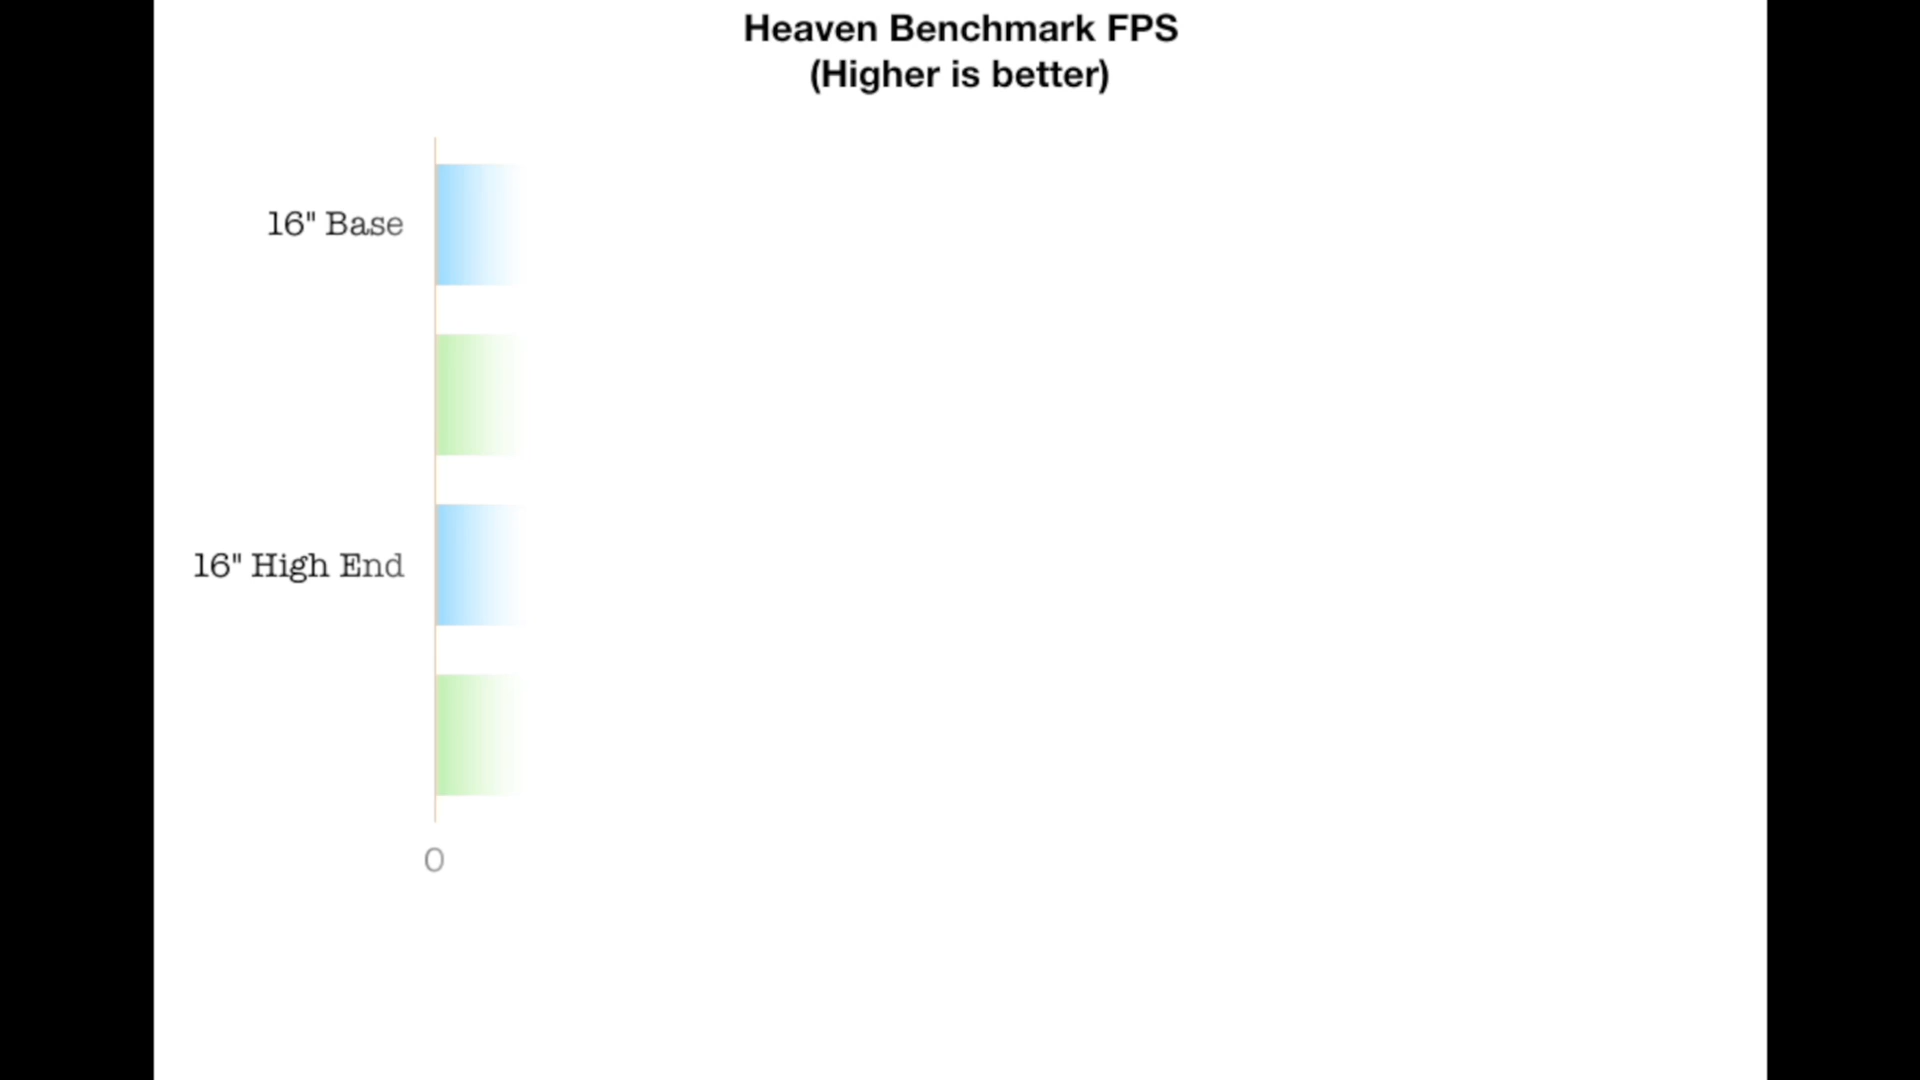 Heaven Benchmark FPS
(Higher is better)
16" Base
16" High End
0